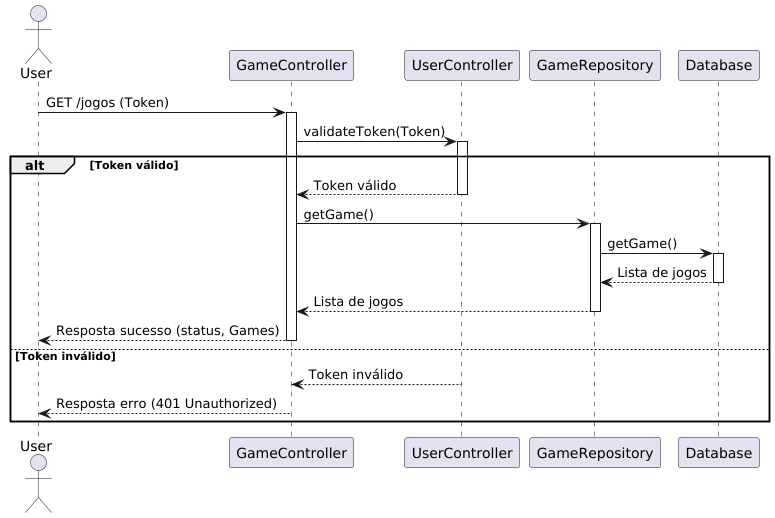 User
GameController
UserController
GameRepository
Database
GET /jogos (Token)
validateToken(Token)
alt
[Token válido]
Token válido
getGame()
getGame()
Lista de jogos
Lista de jogos
Resposta sucesso (status, Games)
[Token inválido]
Token inválido
Resposta erro (401 Unauthorized)
User
GameController
UserController
GameRepository
Database